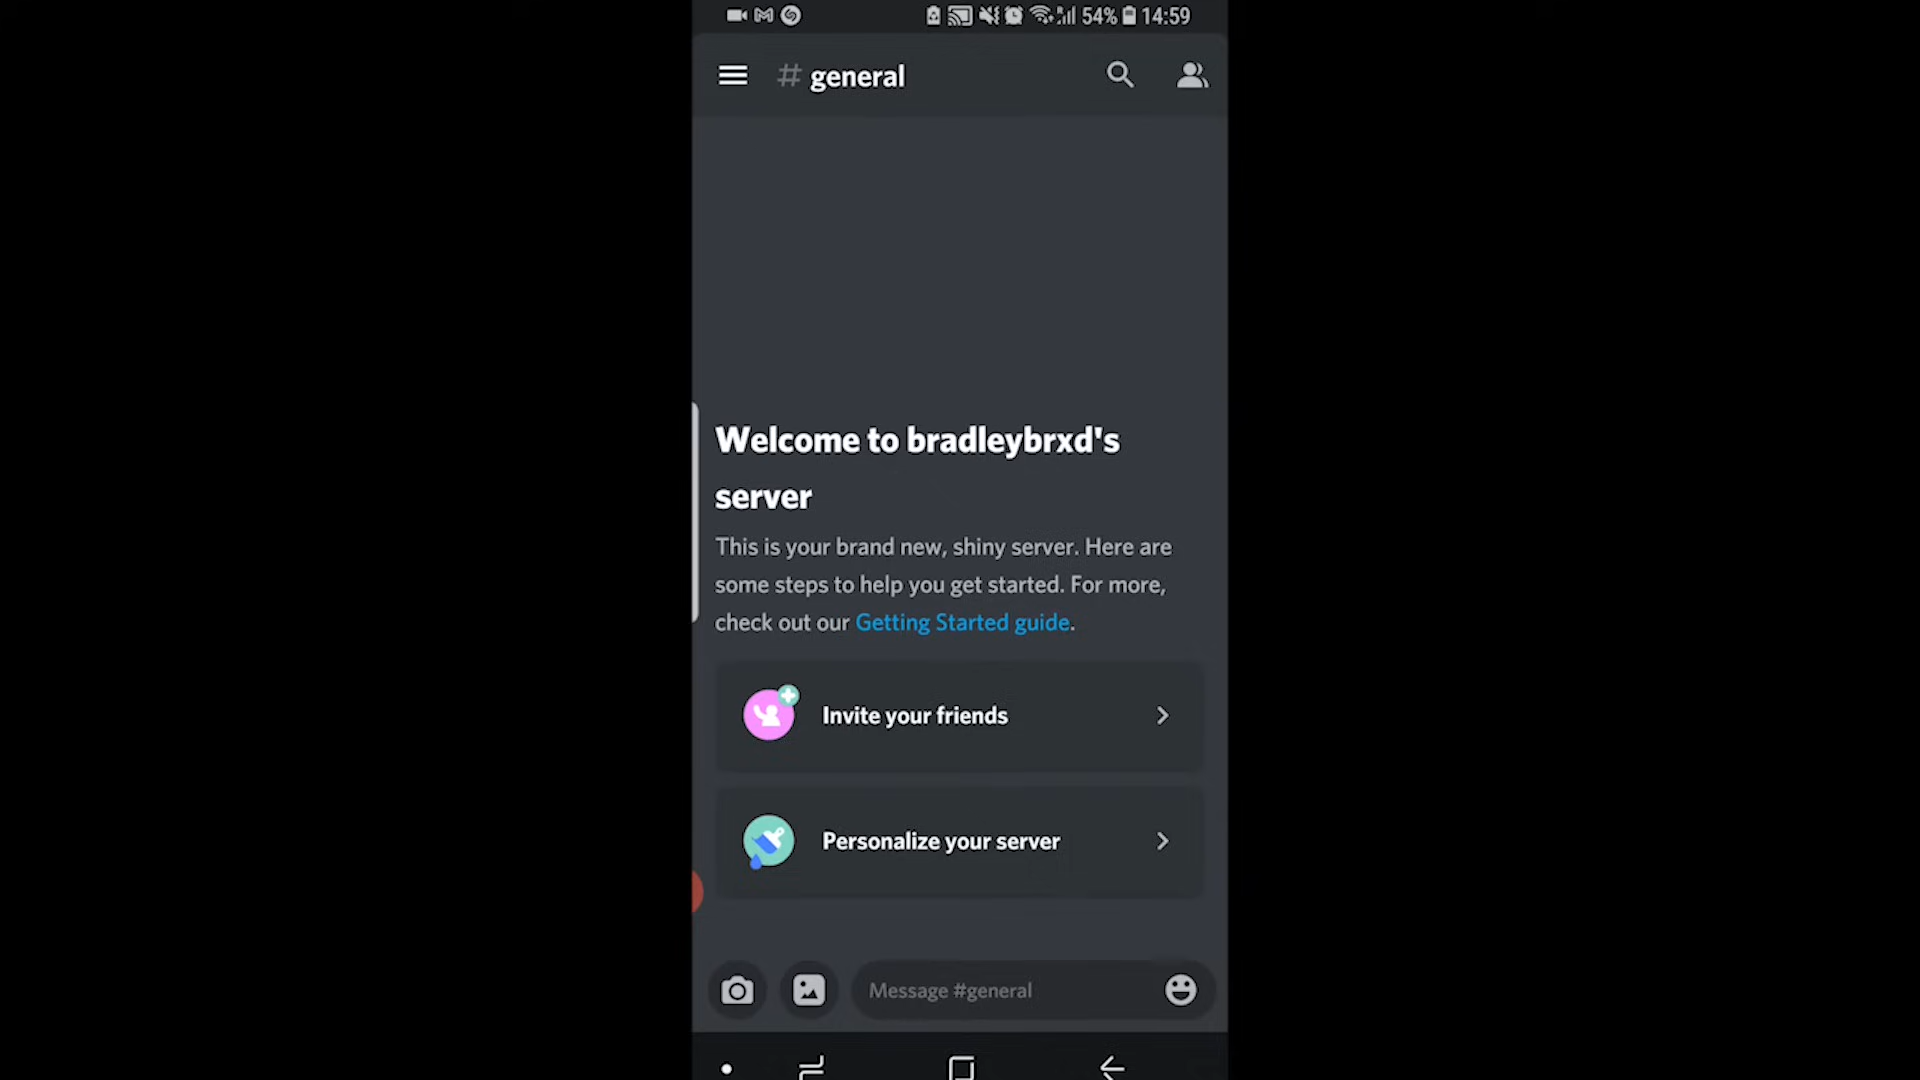 54% 14:59
# general
Welcome to bradleybrxd's
server
This is your brand new, shiny server. Here are
some steps to help you get started. For more,
check out our Getting Started guide.
Invite your friends
Personalize your server
Message #general